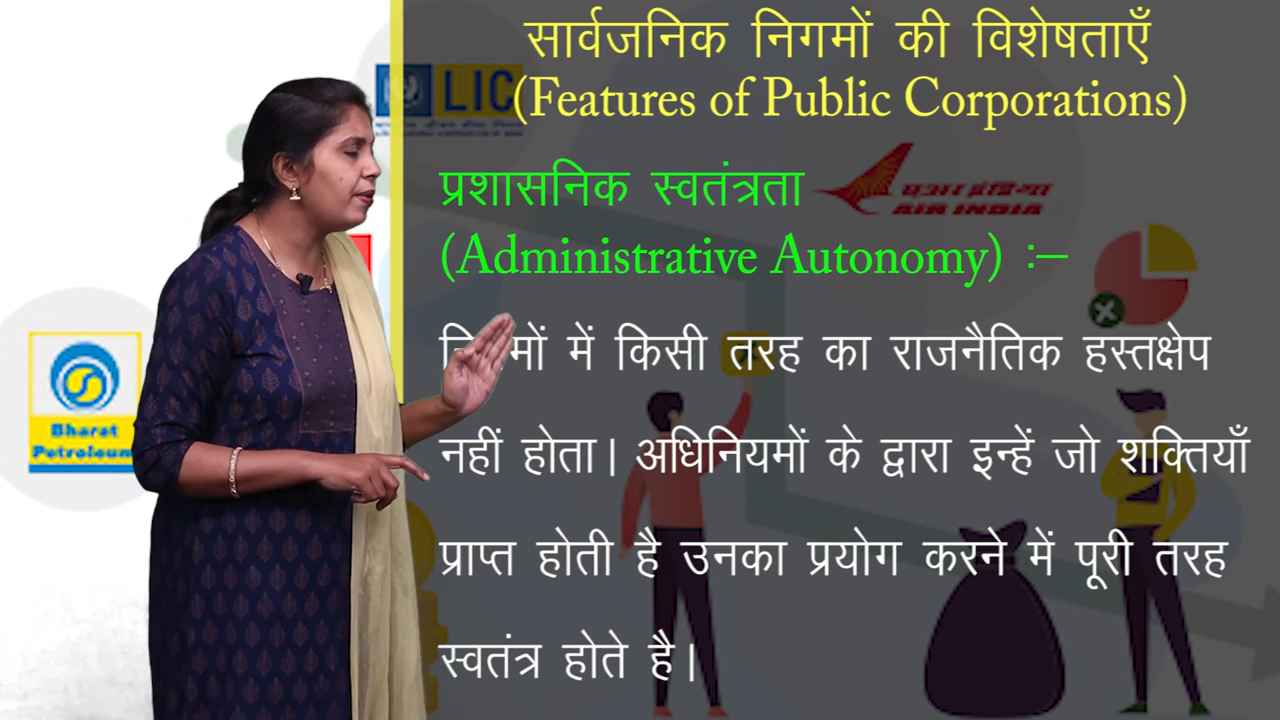 सार्वजनिक निगमों की विशेषताएँ
(Features of Public Corporations)
LIC
प्रशासनिक स्वतंत्रता
AIR INDIA
(Administrative Autonomy) :–
में किसी तरह का राजनैतिक हस्तक्षेप
नहीं होता। अधिनियमों के द्वारा इन्हें जो शक्तियाँ
प्राप्त होती है उनका प्रयोग करने में पूरी तरह
स्वतंत्र होते है।
Bharat
Petroleum